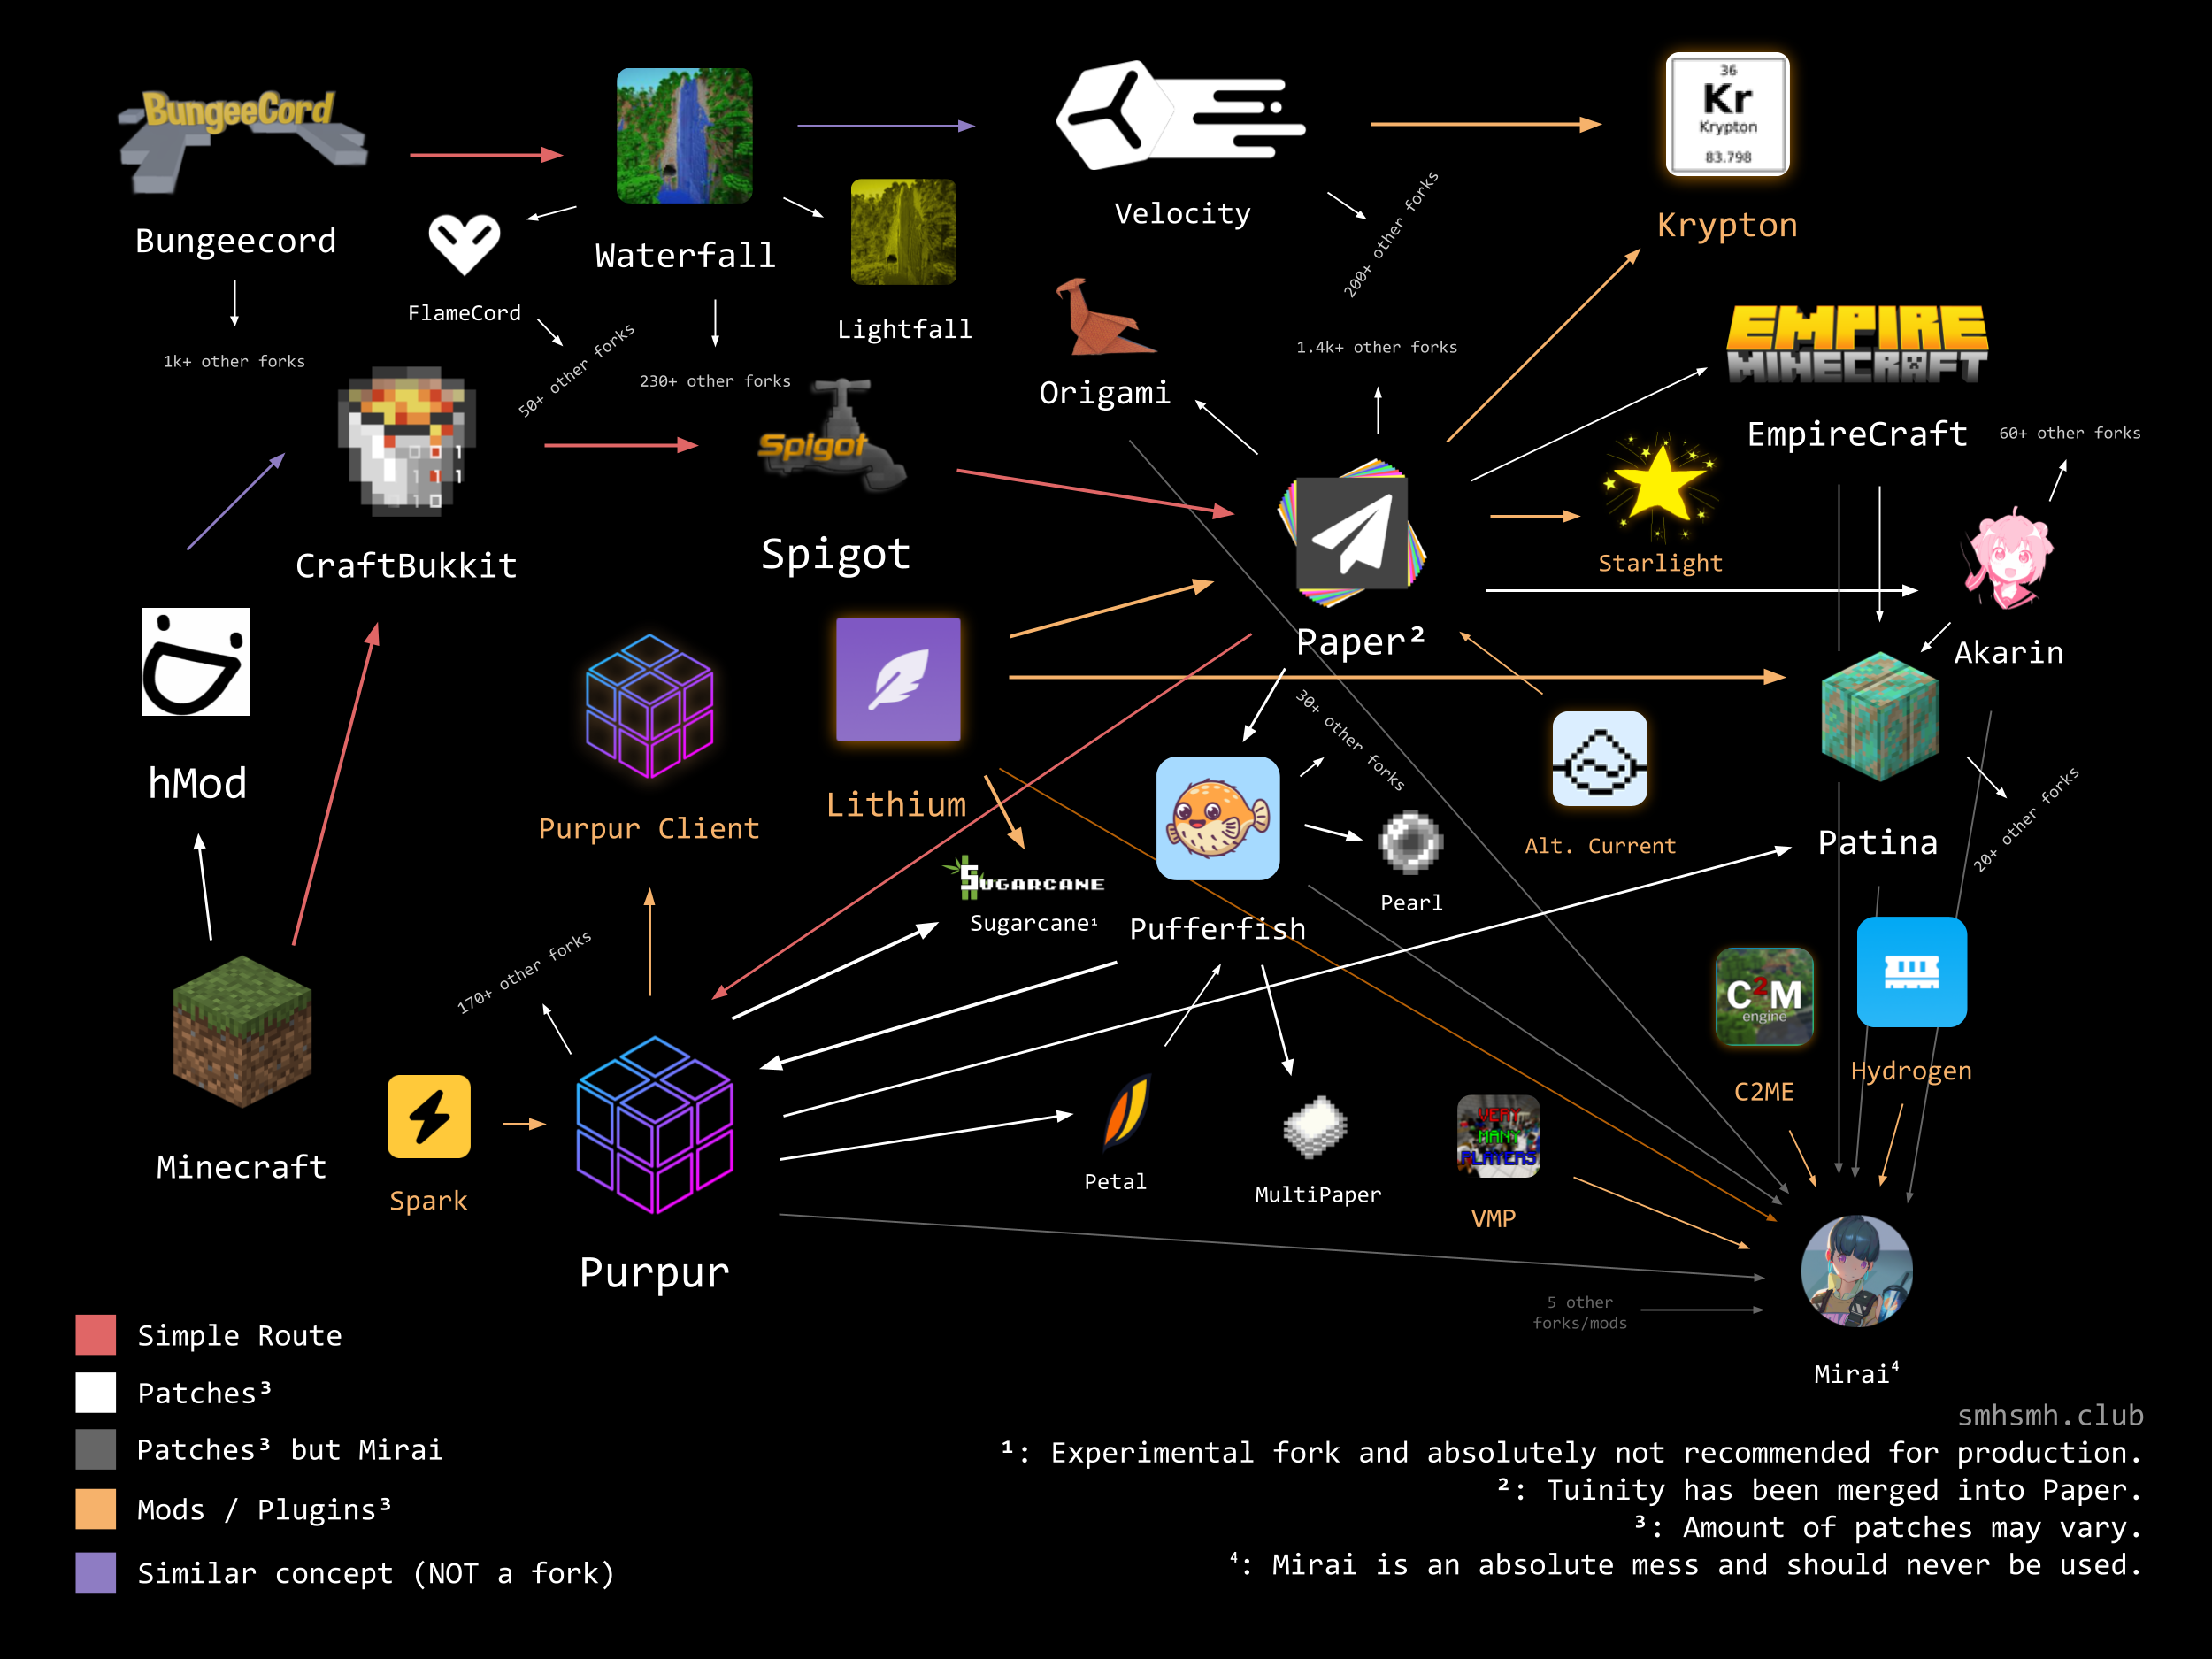 BungeeCord
Bungeecord
1k+ other forks
FlameCord
50+ other forks
Waterfall
230+ other forks
Lightfall
Velocity
200+ other forks
36
Kr
Krypton
83.798
Krypton
Origami
1.4k+ other forks
EMPIRE
MINECRAFT
EmpireCraft
60+ other forks
CraftBukkit
Spigot
Spigot
Paper²
Starlight
Akarin
hMod
Purpur Client
Lithium
30+ other forks
Alt. Current
Patina
20+ other forks
SUGARCANE
Sugarcane¹
Pufferfish
Pearl
170+ other forks
Minecraft
Spark
Purpur
Petal
MultiPaper
VERY
MANY
PLAYERS
VMP
C2M
engine
C2ME
Hydrogen
5 other
forks/mods
Mirai⁴
smhsmh.club
Simple Route
Patches³
Patches³ but Mirai
Mods / Plugins³
Similar concept (NOT a fork)
¹: Experimental fork and absolutely not recommended for production.
²: Tuinity has been merged into Paper.
³: Amount of patches may vary.
⁴: Mirai is an absolute mess and should never be used.